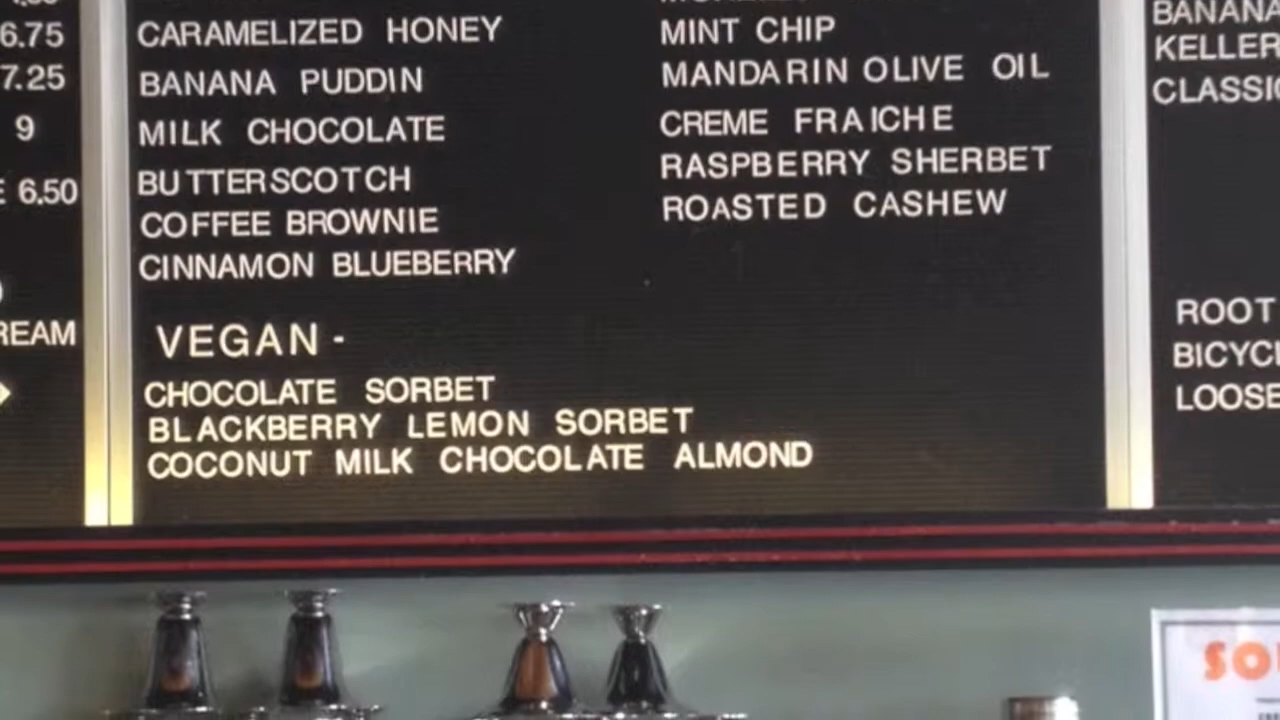 6.75
7.25
9
E 6.50
REAM
CARAMELIZED HONEY
BANANA PUDDIN
MILK CHOCOLATE
BUTTERSCOTCH
COFFEE BROWNIE
CINNAMON BLUEBERRY
VEGAN -
CHOCOLATE SORBET
BLACKBERRY LEMON SORBET
COCONUT MILK CHOCOLATE ALMOND
MINT CHIP
MANDARIN OLIVE OIL
CREME FRAICHE
RASPBERRY SHERBET
ROASTED CASHEW
BANANA
KELLER
CLASSIC
ROOT
BICYCL
LOOSE
SO